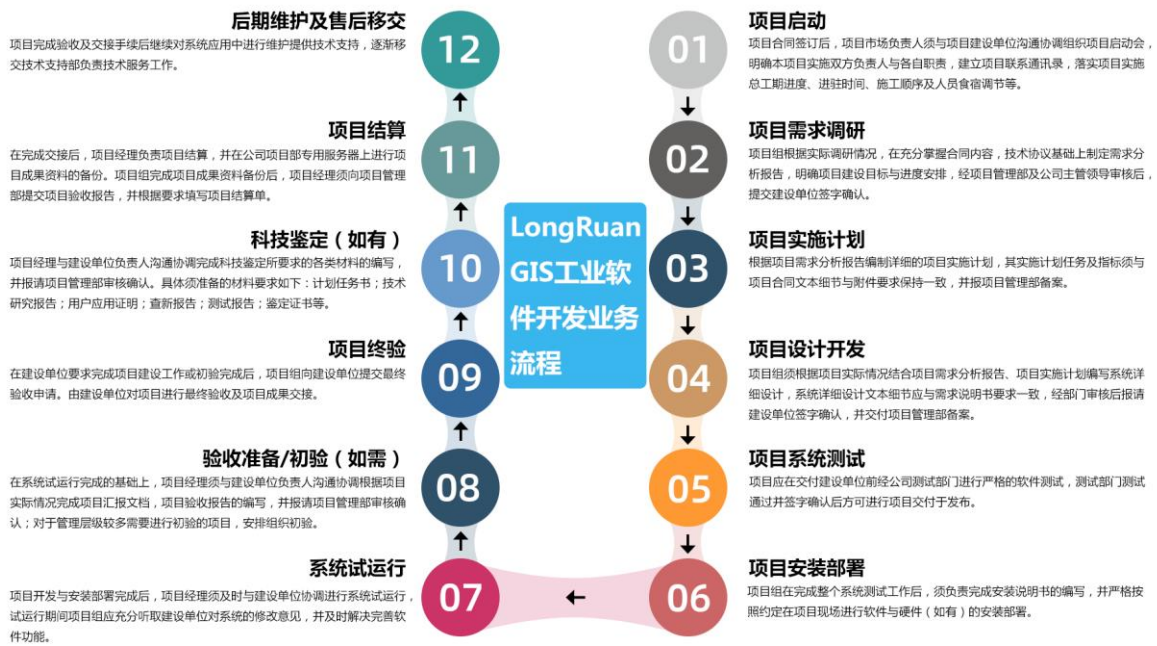 LongRuan
GIS工业软
件开发业务
流程
01
项目启动
项目合同签订后，项目市场负责人须与项目建设单位沟通协调组织项目启动会，
明确本项目实施双方负责人与各自职责，建立项目联系通讯录，落实项目实施
总工期进度、进驻时间、施工顺序及人员食宿调节等。
02
项目需求调研
项目组根据实际调研情况，在充分掌握合同内容，技术协议基础上制定需求分
析报告，明确项目建设目标与进度安排，经项目管理部及公司主管领导审核后，
提交建设单位签字确认。
03
项目实施计划
根据项目需求分析报告编制详细的项目实施计划，其实施计划任务及指标须与
项目合同文本细节与附件要求保持一致，并报项目管理部备案。
04
项目设计开发
项目组须根据项目实际情况结合项目需求分析报告、项目实施计划编写系统详
细设计，系统详细设计文本细节应与需求说明书要求一致，经部门审核后报请
建设单位签字确认，并交付项目管理部备案。
05
项目系统测试
项目应在交付建设单位前经公司测试部门进行严格的软件测试，测试部门测试
通过并签字确认后方可进行项目交付于发布。
06
项目安装部署
项目组在完成整个系统测试工作后，须负责完成安装说明书的编写，并严格按
照约定在项目现场进行软件与硬件（如有）的安装部署。
07
系统试运行
项目开发与安装部署完成后，项目经理须及时与建设单位协调进行系统试运行，
试运行期间项目组应充分听取建设单位对系统的修改意见，并及时解决完善软
件功能。
08
验收准备/初验（如需）
在系统试运行完成的基础上，项目经理须与建设单位负责人沟通协调根据项目
实际情况完成项目汇报文档，项目验收报告的编写，并报请项目管理部审核确
认；对于管理层级较多需要进行初验的项目，安排组织初验。
09
项目终验
在建设单位要求完成项目建设工作或初验完成后，项目组向建设单位提交最终
验收申请。由建设单位对项目进行最终验收及项目成果交接。
10
科技鉴定（如有）
项目经理与建设单位负责人沟通协调完成科技鉴定所要求的各类材料的编写，
并报请项目管理部审核确认。具体须准备的材料要求如下：计划任务书；技术
研究报告；用户应用证明；查新报告；测试报告；鉴定证书等。
11
项目结算
在完成交接后，项目经理负责项目结算，并在公司项目部专用服务器上进行项
目成果资料的备份。项目组完成项目成果资料备份后，项目经理须向项目管理
部提交项目验收报告，并根据要求填写项目结算单。
12
后期维护及售后移交
项目完成验收及交接手续后继续对系统应用中进行维护提供技术支持，逐渐移
交技术支持部负责技术服务工作。